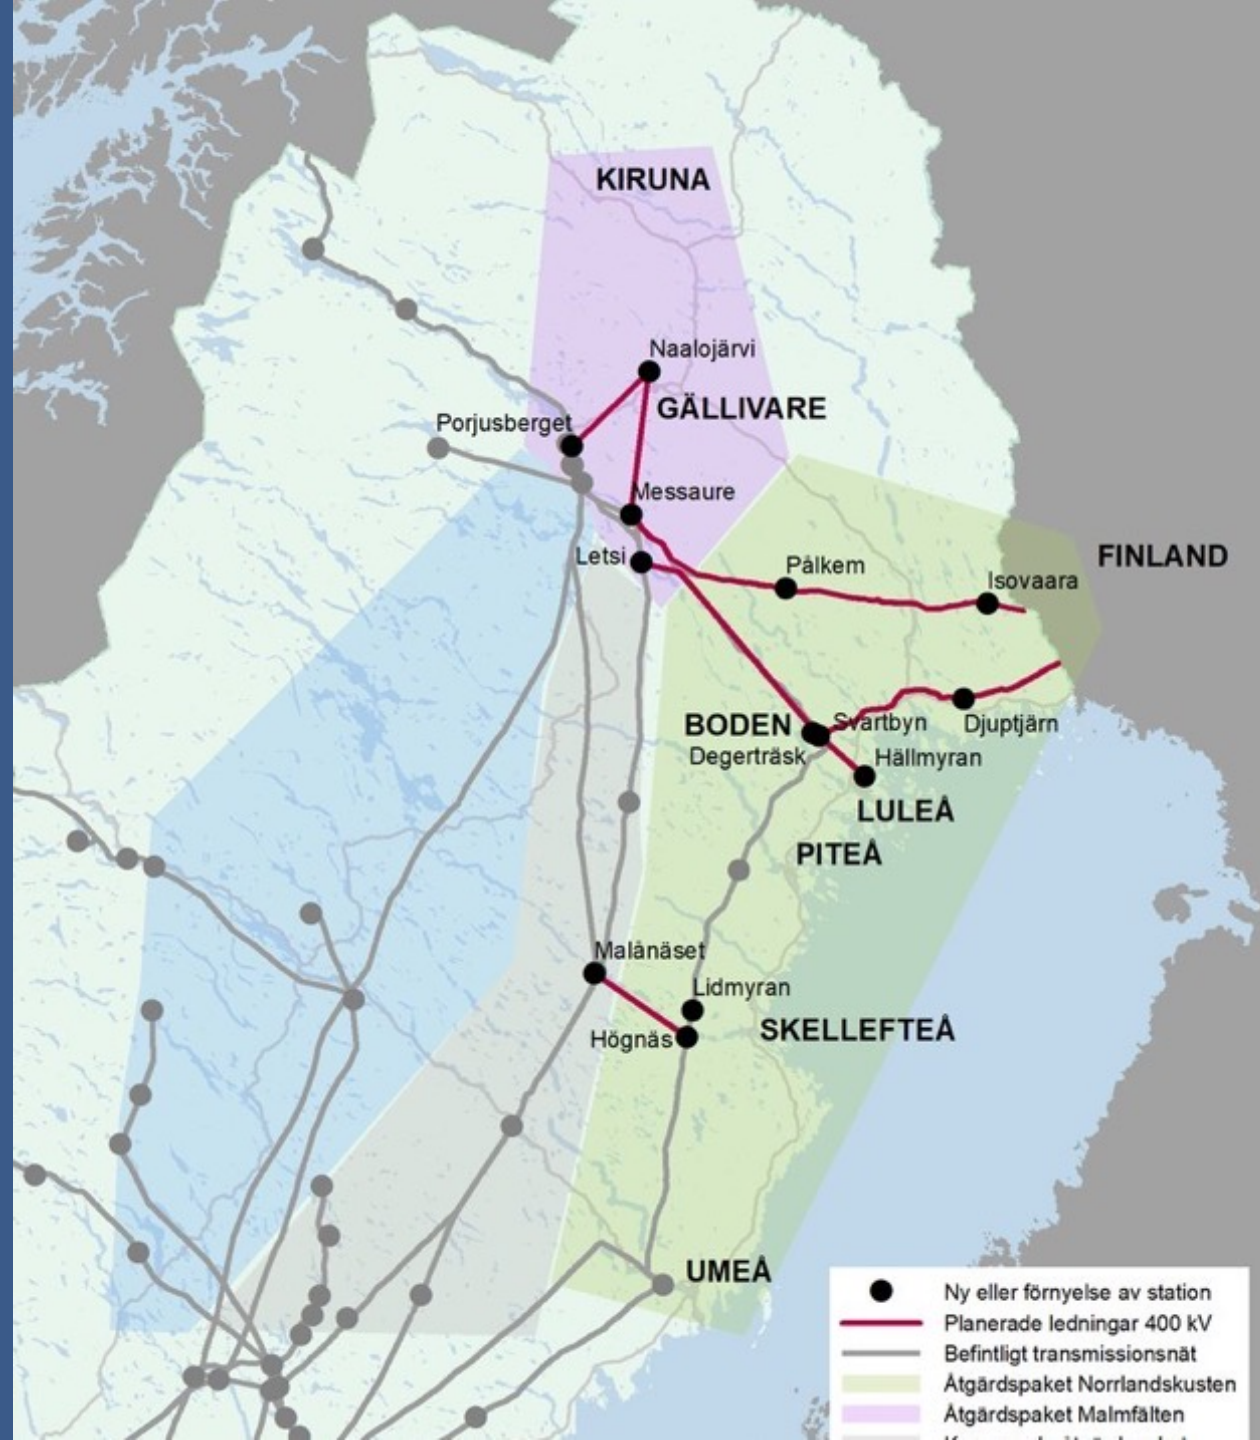 KIRUNA
Naalojärvi
GÄLLIVARE
Porjusberget
Messaure
Letsi
Pålkem
Isovaara
FINLAND
BODEN
Svartbyn
Djuptjärn
Degerträsk
Hällmyran
LULEÅ
PITEÅ
Malånäset
Lidmyran
Högnäs
SKELLEFTEÅ
UMEÅ
Ny eller förnyelse av station
Planerade ledningar 400 kV
Befintligt transmissionsnät
Åtgärdspaket Norrlandskusten
Åtgärdspaket Malmfälten